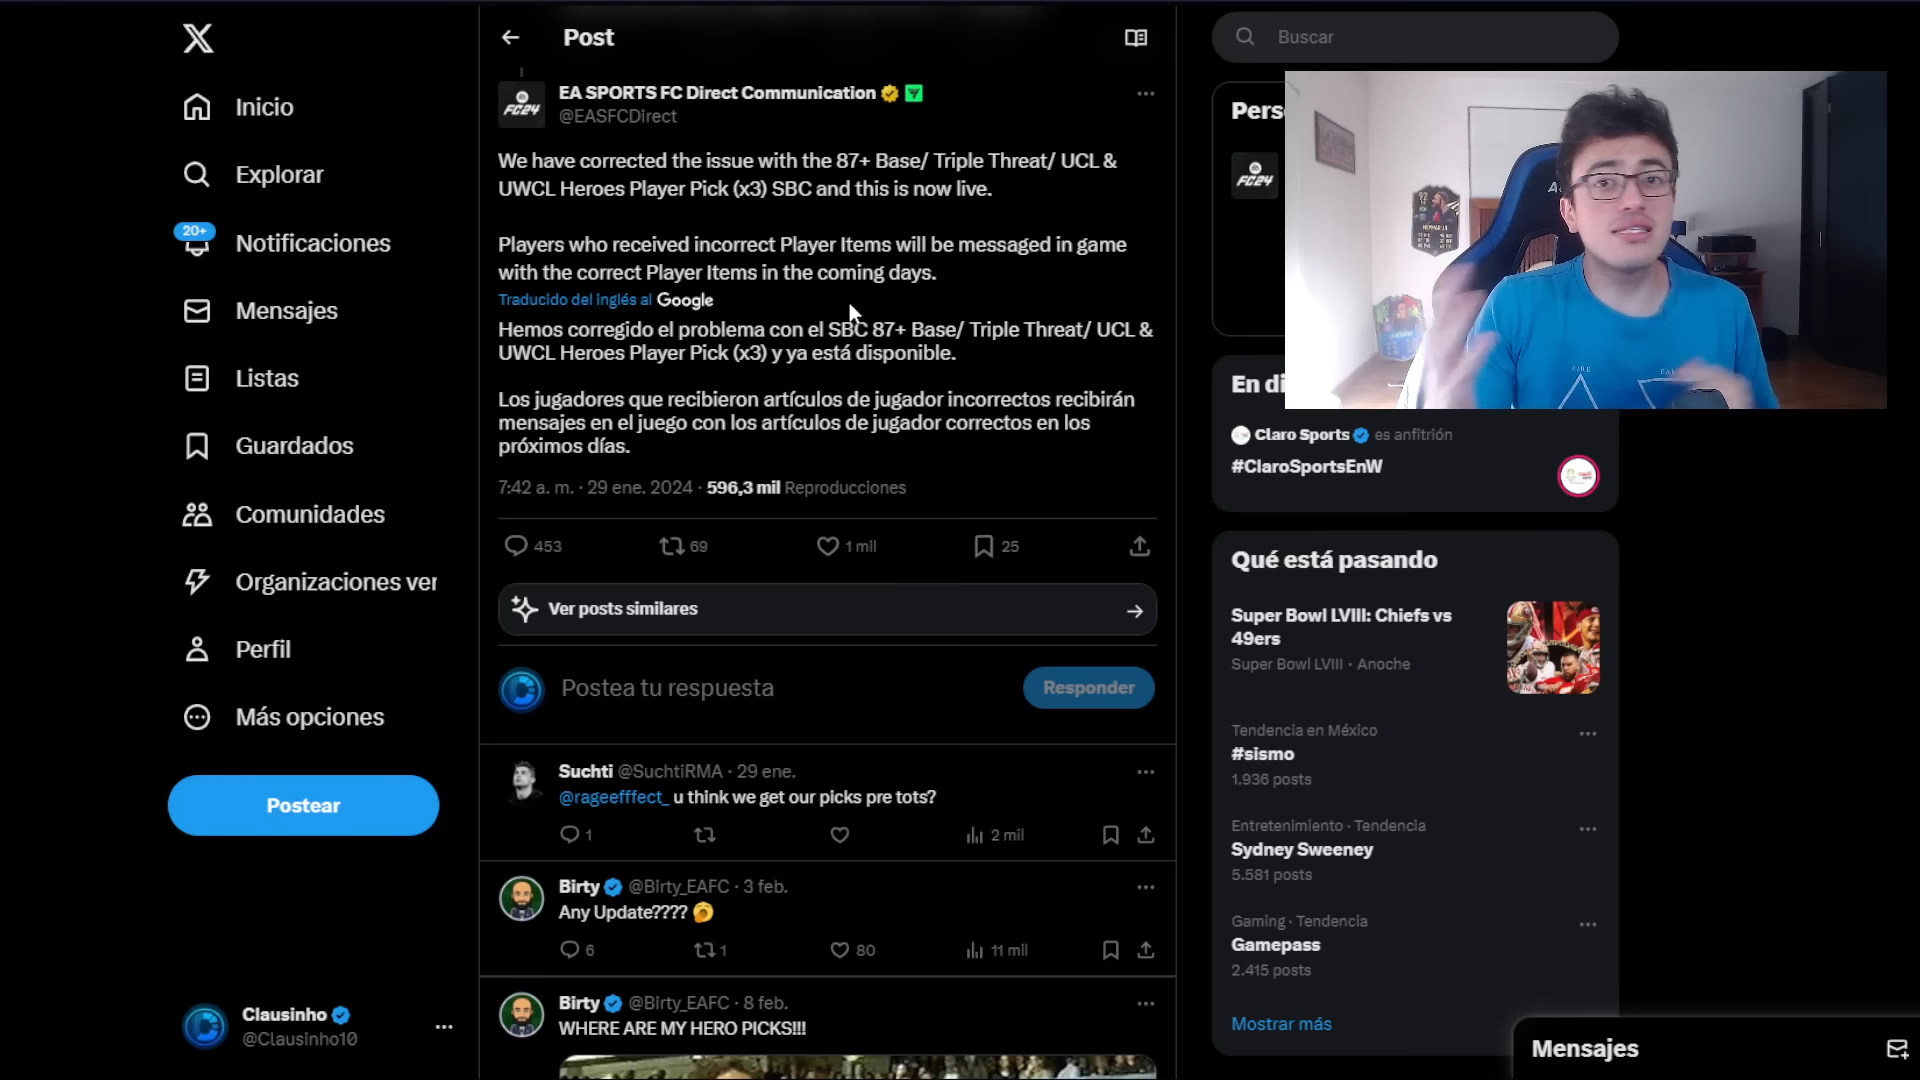 Inicio
Explorar
20+
Notificaciones
Mensajes
Listas
Guardados
Comunidades
Organizaciones ver
Perfil
Más opciones
Postear
Clausinho
@Clausinho10
Post
FC24
EA SPORTS FC Direct Communication
@EASFCDirect
We have corrected the issue with the 87+ Base/ Triple Threat/ UCL &
UWCL Heroes Player Pick (x3) SBC and this is now live.
Players who received incorrect Player Items will be messaged in game
with the correct Player Items in the coming days.
Traducido del inglés al Google
Hemos corregido el problema con el SBC 87+ Base/ Triple Threat/ UCL &
UWCL Heroes Player Pick (x3) y ya está disponible.
Los jugadores que recibieron artículos de jugador incorrectos recibirán
mensajes en el juego con los artículos de jugador correctos en los
próximos días.
7:42 a. m. · 29 ene. 2024 · 596,3 mil Reproducciones
453
69
1 mil
25
Ver posts similares
Postea tu respuesta
Responder
Suchti @SuchtiRMA · 29 ene.
@rageefffect_ u think we get our picks pre tots?
1
2 mil
Birty @Birty_EAFC · 3 feb.
Any Update????
6
1
80
11 mil
Birty @Birty_EAFC · 8 feb.
WHERE ARE MY HERO PICKS!!!
Buscar
Pers
FC24
92
NEYMAR JR
En di
Claro Sports es anfitrión
#ClaroSportsEnW
Qué está pasando
Super Bowl LVIII: Chiefs vs
49ers
Super Bowl LVIII · Anoche
Tendencia en México
#sismo
1.936 posts
Entretenimiento · Tendencia
Sydney Sweeney
5.581 posts
Gaming · Tendencia
Gamepass
2.415 posts
Mostrar más
Mensajes